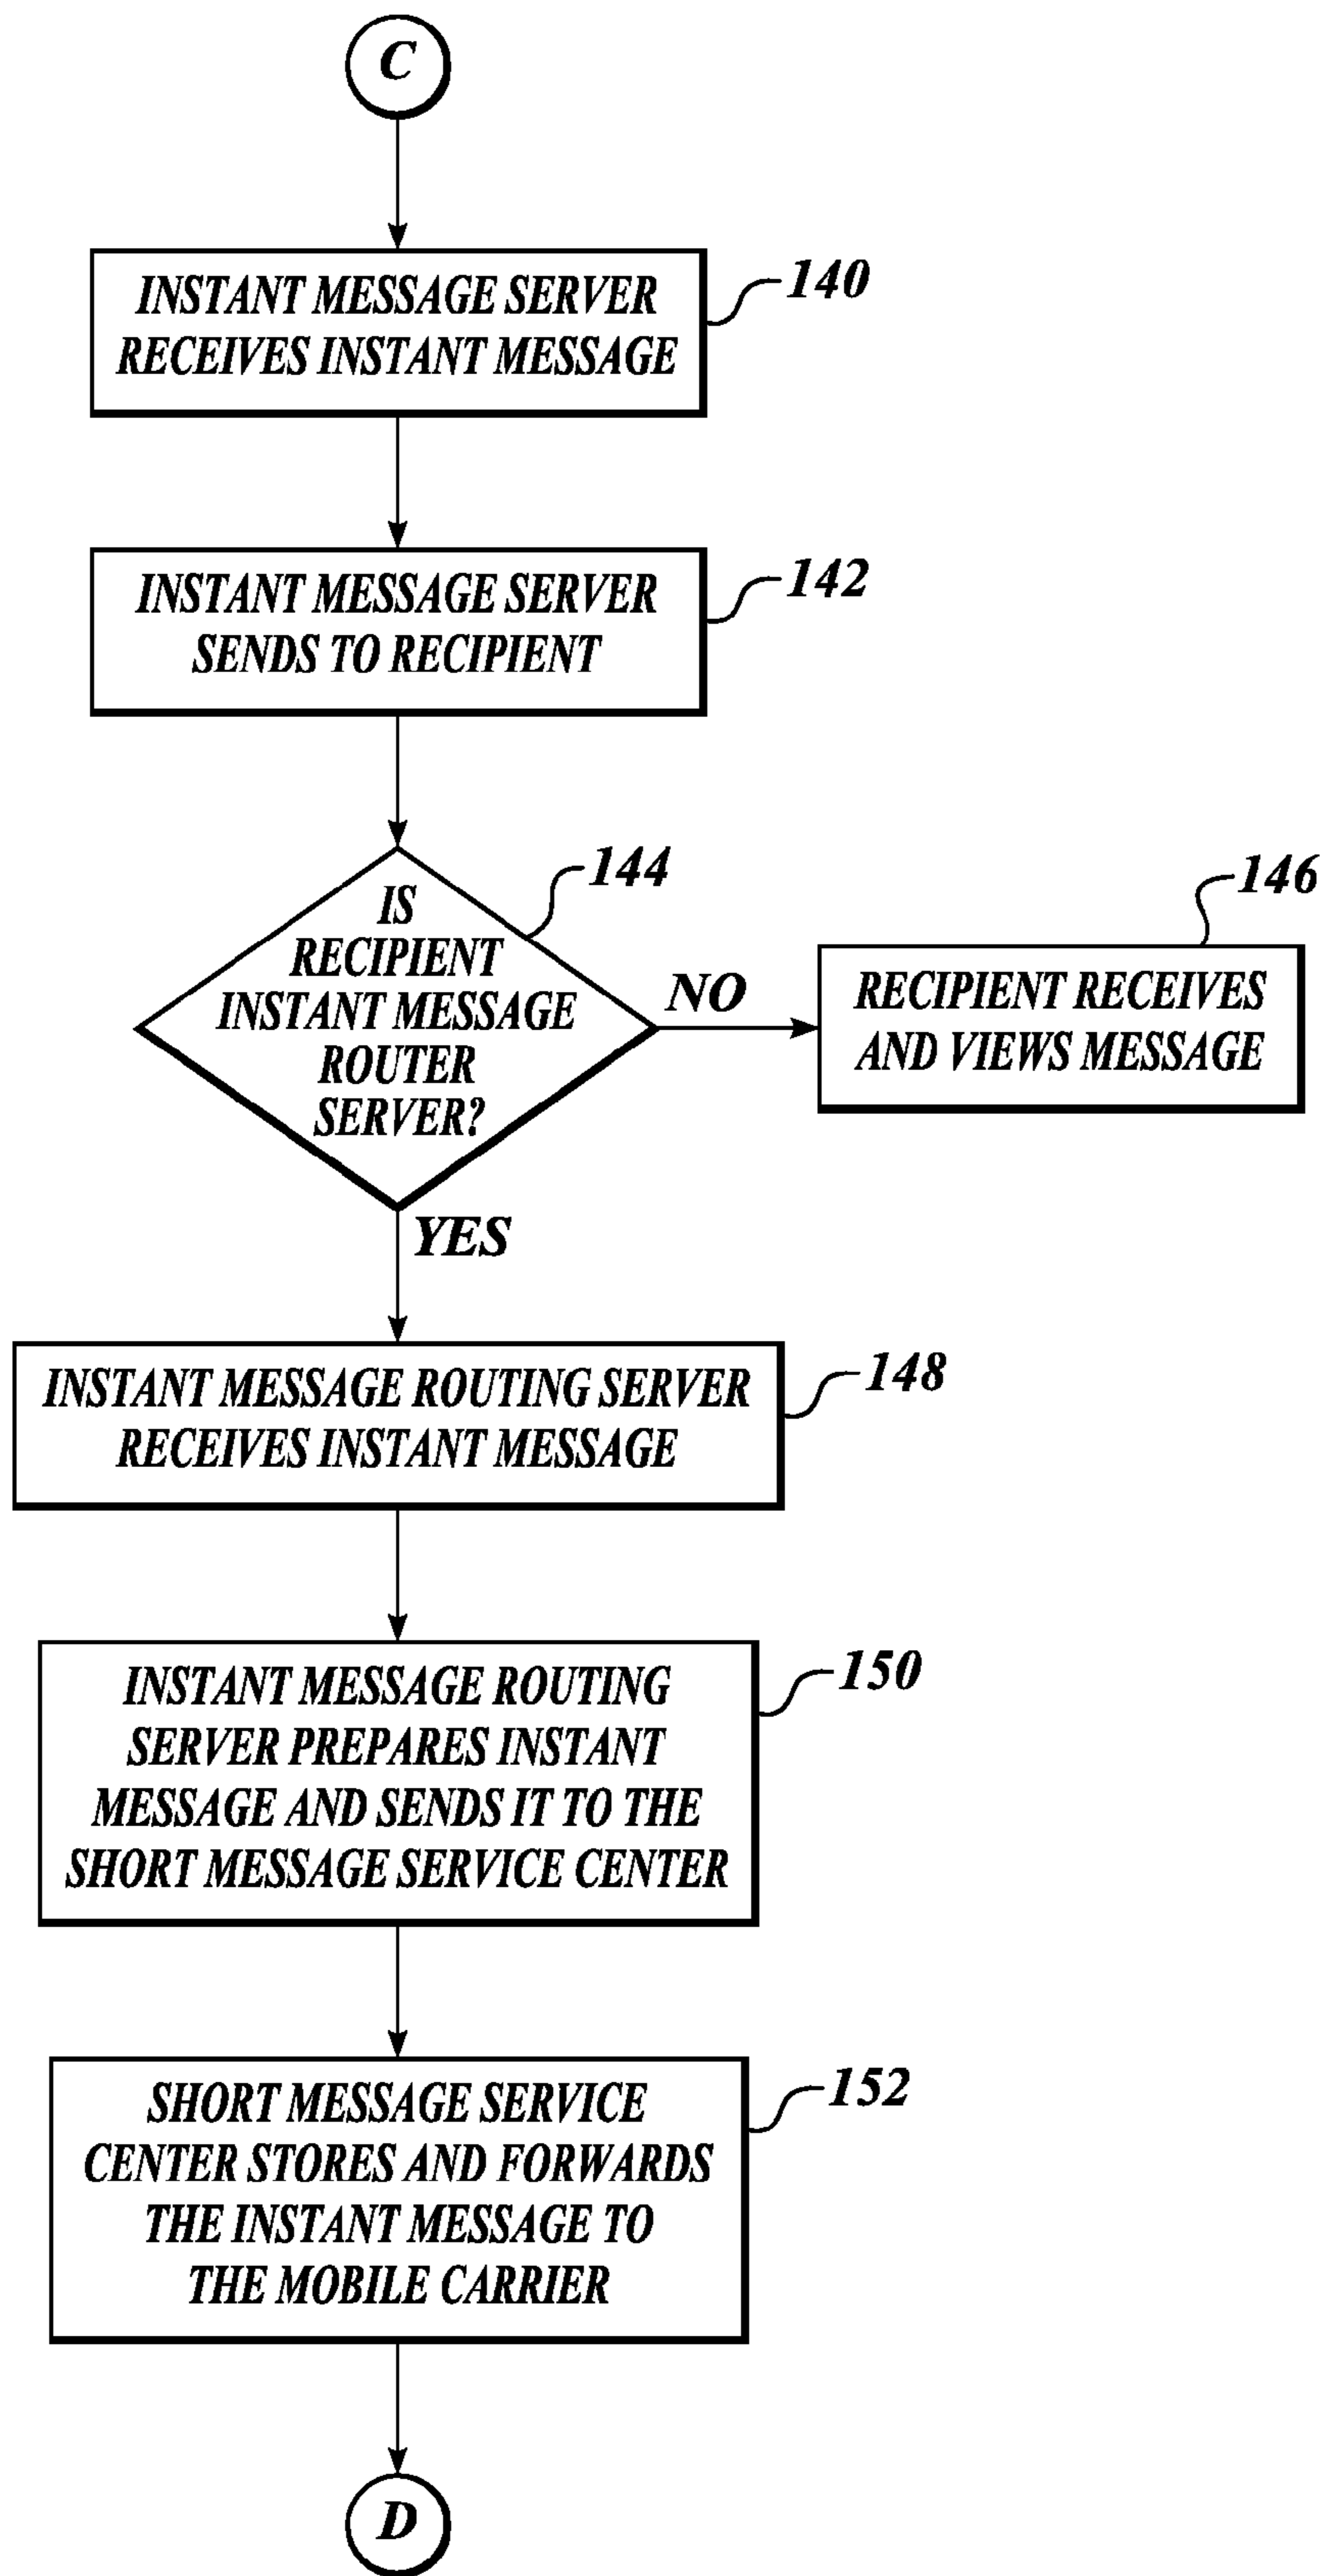 C
INSTANT MESSAGE SERVER
RECEIVES INSTANT MESSAGE
140
INSTANT MESSAGE SERVER
SENDS TO RECIPIENT
142
IS
RECIPIENT
INSTANT MESSAGE
ROUTER
SERVER?
144
NO
RECIPIENT RECEIVES
AND VIEWS MESSAGE
146
YES
INSTANT MESSAGE ROUTING SERVER
RECEIVES INSTANT MESSAGE
148
INSTANT MESSAGE ROUTING
SERVER PREPARES INSTANT
MESSAGE AND SENDS IT TO THE
SHORT MESSAGE SERVICE CENTER
150
SHORT MESSAGE SERVICE
CENTER STORES AND FORWARDS
THE INSTANT MESSAGE TO
THE MOBILE CARRIER
152
D